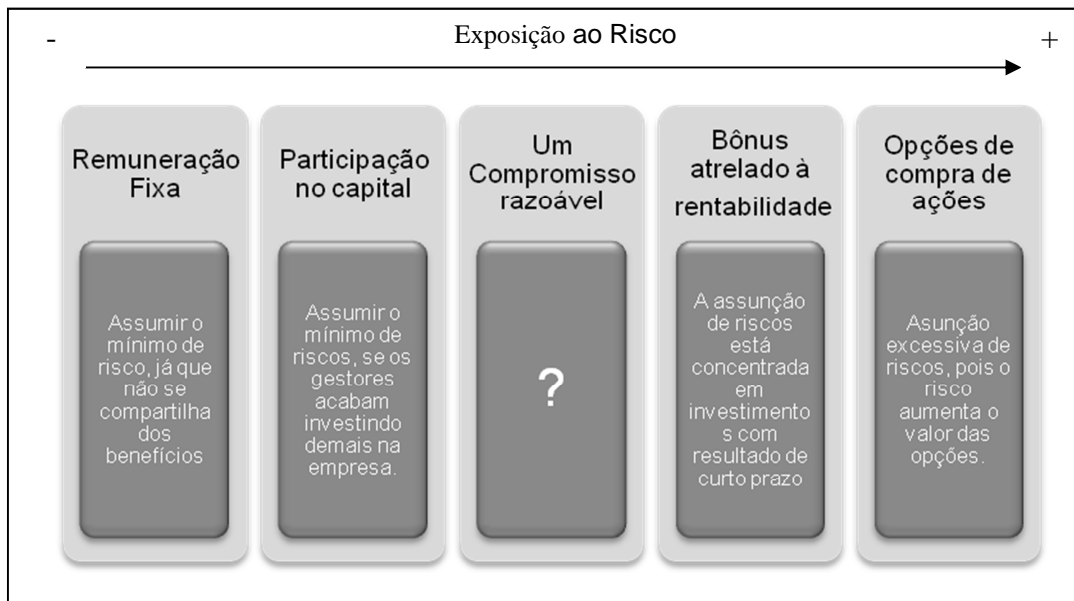 Exposição ao Risco
-
+
Remuneração
Fixa
Assumir o
mínimo de
risco, já que
não se
compartilha
dos
benefícios
Participação
no capital
Assumir o
mínimo de
riscos, se os
gestores
acabam
investindo
demais na
empresa.
Um
Compromisso
razoável
?
Bônus
atrelado à
rentabilidade
A assunção
de riscos
está
concentrada
em
investimento
s com
resultado de
curto prazo
Opções de
compra de
ações
Asunção
excessiva de
riscos, pois o
risco
aumenta o
valor das
opções.